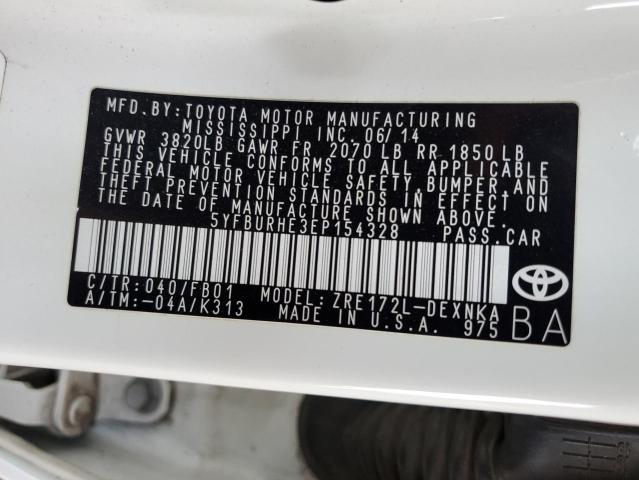 MFD. BY: TOYOTA MOTOR MANUFACTURING
MISSISSIPPI INC. 06/14
GVWR 3820LB GAWR FR 2070 LB RR 1850 LB
THIS VEHICLE CONFORMS TO ALL APPLICABLE
FEDERAL MOTOR VEHICLE SAFETY, BUMPER, AND
THEFT PREVENTION STANDARDS IN EFFECT ON
THE DATE OF MANUFACTURE SHOWN ABOVE.
5YFBURHE3EP154328 PASS. CAR
C/TR: 040/FB01 MODEL: ZRE172L-DEXNKA
A/TM: -04A/K313 MADE IN U.S.A. 975
BA